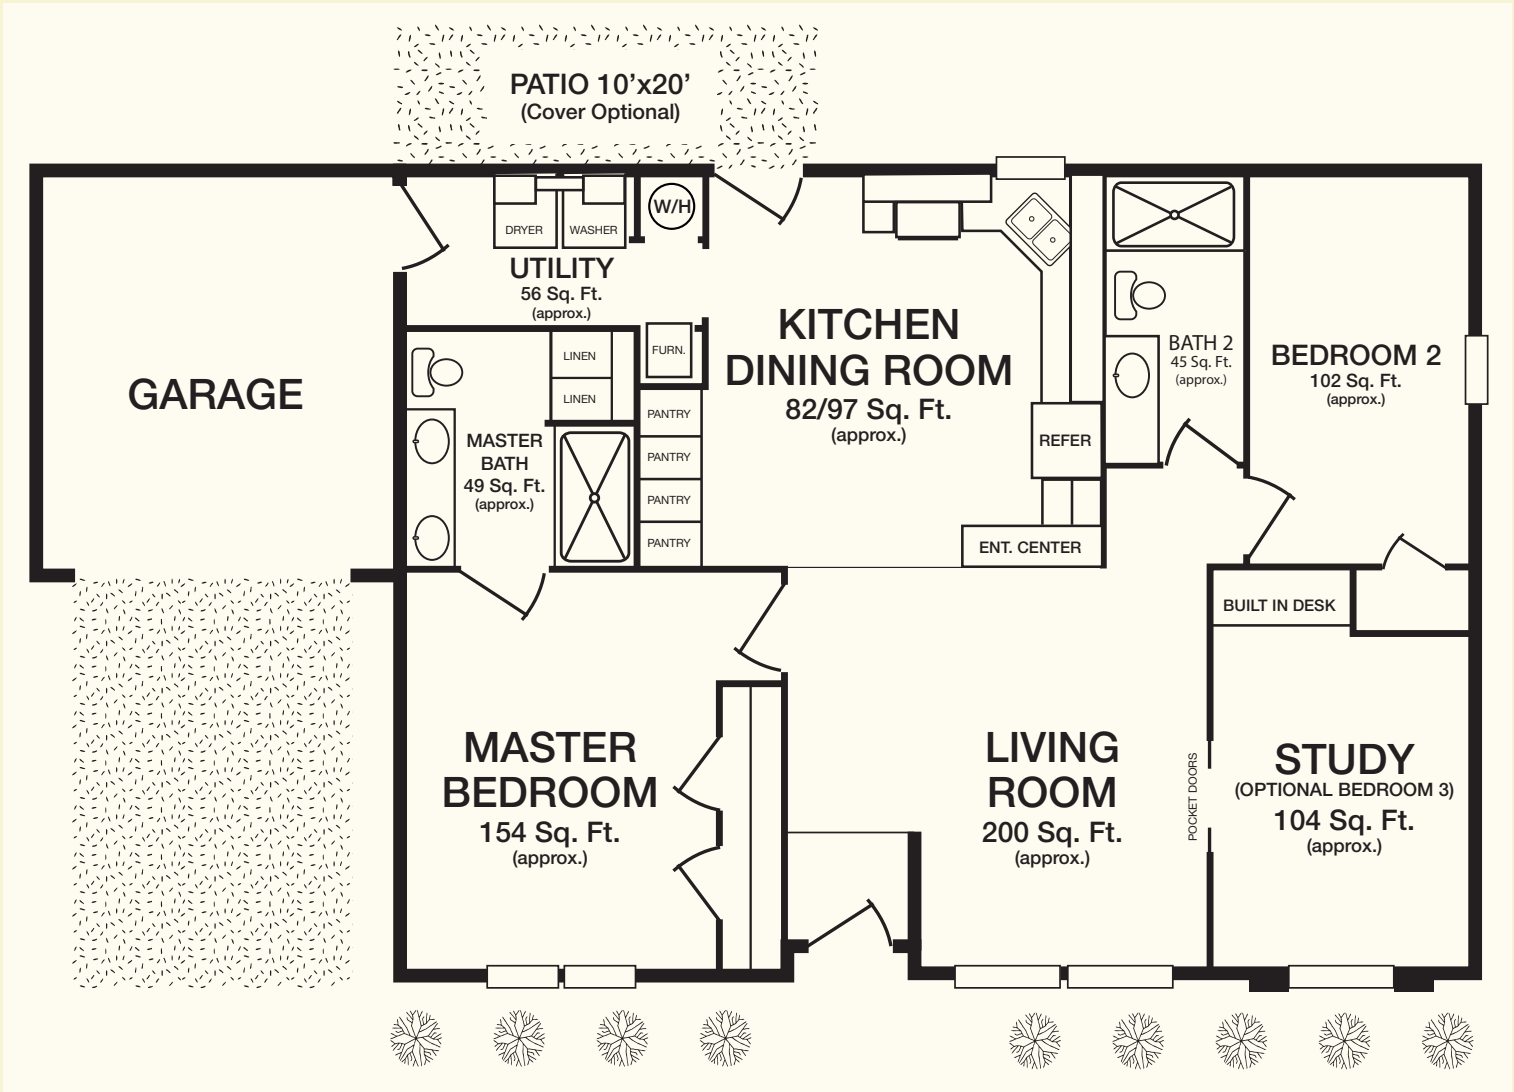 PATIO 10’x20’
(Cover Optional)
DRYER
WASHER
W/H
UTILITY
56 Sq. Ft.
(approx.)
GARAGE
LINEN
LINEN
FURN.
PANTRY
PANTRY
PANTRY
PANTRY
MASTER
BATH
49 Sq. Ft.
(approx.)
KITCHEN
DINING ROOM
82/97 Sq. Ft.
(approx.)
REFER
ENT. CENTER
BATH 2
45 Sq. Ft.
(approx.)
BEDROOM 2
102 Sq. Ft.
(approx.)
BUILT IN DESK
MASTER
BEDROOM
154 Sq. Ft.
(approx.)
LIVING
ROOM
200 Sq. Ft.
(approx.)
POCKET DOORS
STUDY
(OPTIONAL BEDROOM 3)
104 Sq. Ft.
(approx.)